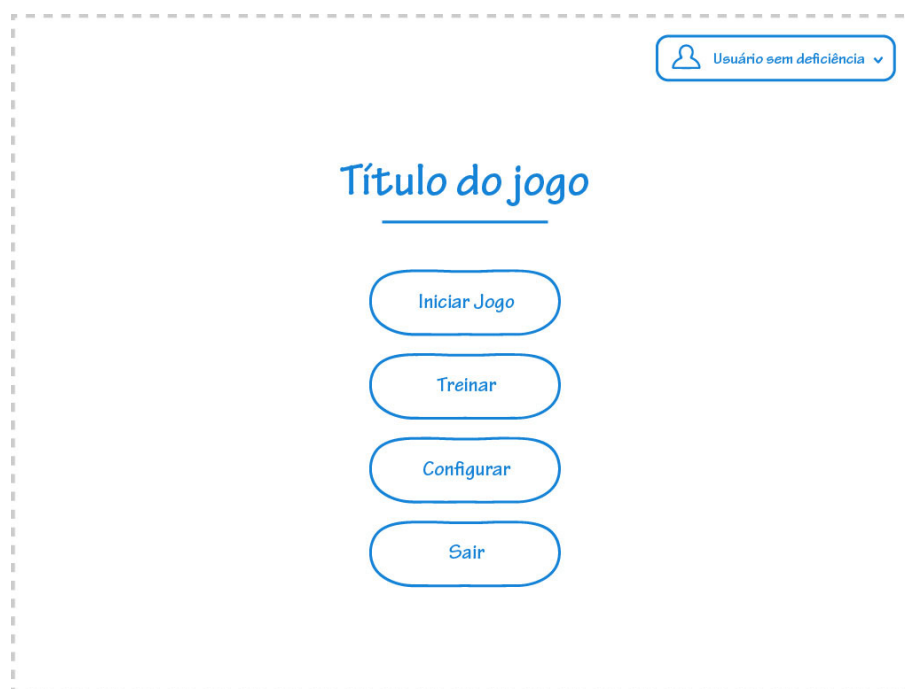 Usuário sem deficiência
Título do jogo
Iniciar Jogo
Treinar
Configurar
Sair